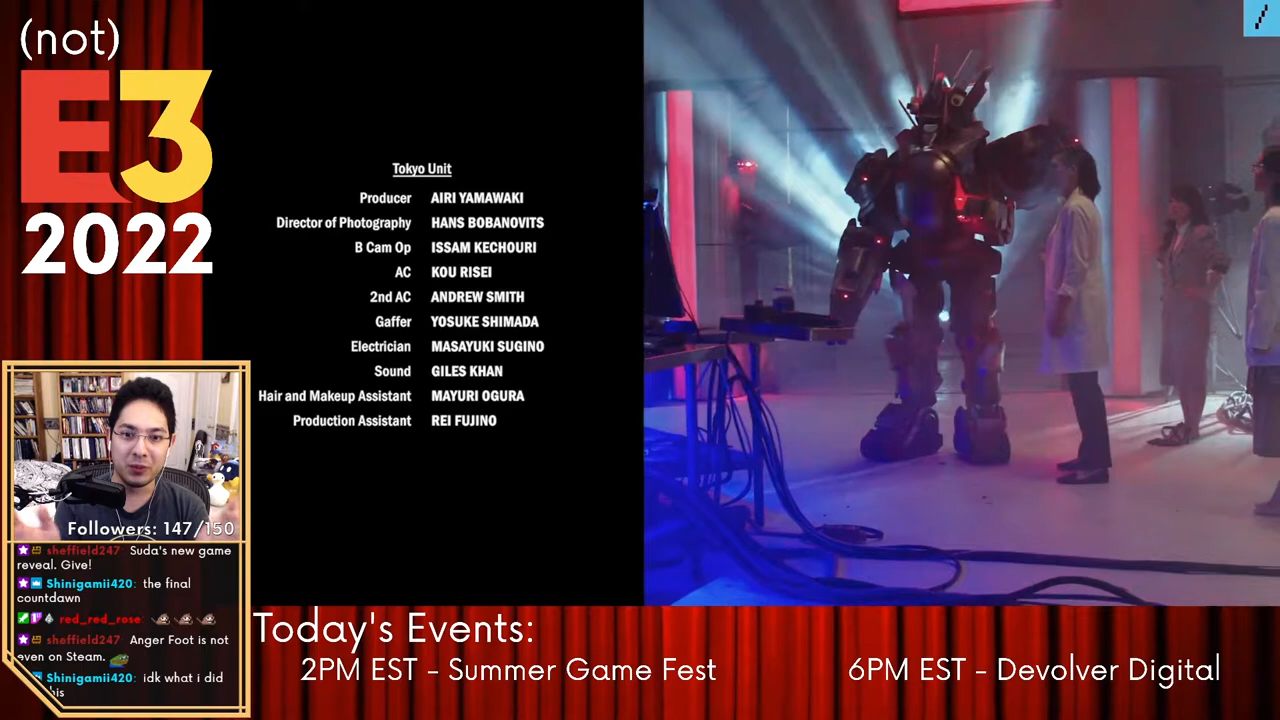 (not)
E3
2022
Tokyo Unit
Producer AIRI YAMAWAKI
Director of Photography HANS BOBANOVITS
B Cam Op ISSAM KECHOURI
AC KOU RISEI
2nd AC ANDREW SMITH
Gaffer YOSUKE SHIMADA
Electrician MASAYUKI SUGINO
Sound GILES KHAN
Hair and Makeup Assistant MAYURI OGURA
Production Assistant REI FUJINO
Followers: 147/150
sheffield247 Suda's new game
reveal. Give!
Shinigamii420: the final
countdawn
red_red_rose:
sheffield247 Anger Foot is not
even on Steam.
Shinigamii420: idk what i did
Today's Events:
2PM EST - Summer Game Fest
6PM EST - Devolver Digital